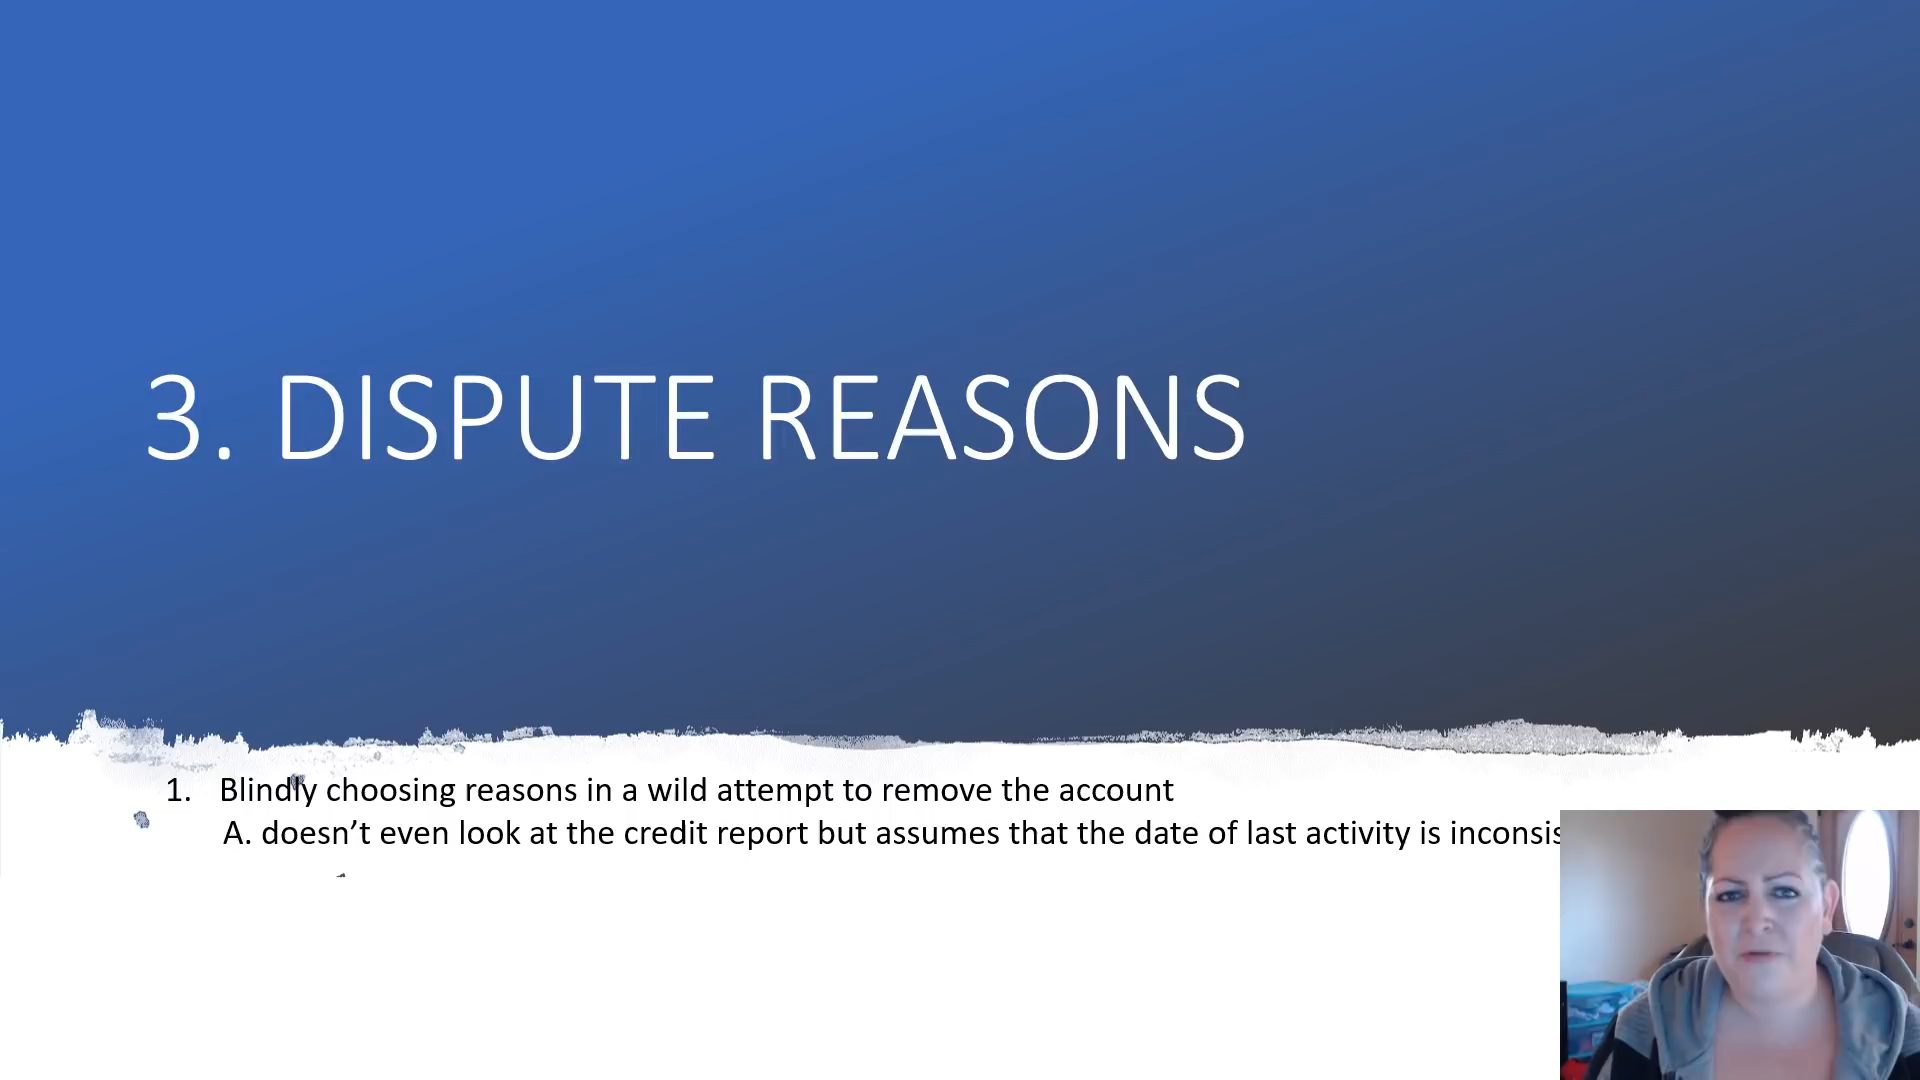 3. DISPUTE REASONS
1. Blindly choosing reasons in a wild attempt to remove the account
A. doesn’t even look at the credit report but assumes that the date of last activity is